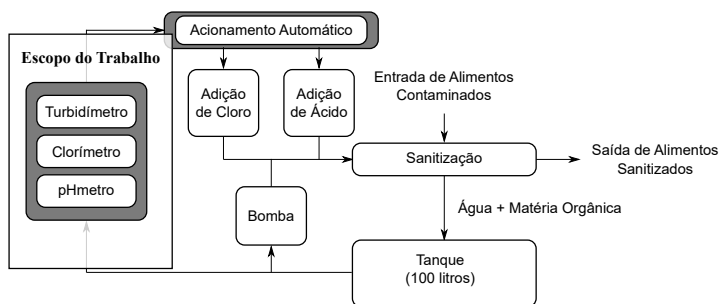 Acionamento Automático
Escopo do Trabalho
Turbidímetro
Clorímetro
pHmetro
Adição
de Cloro
Adição
de Ácido
Entrada de Alimentos
Contaminados
Sanitização
Saída de Alimentos
Sanitizados
Bomba
Água + Matéria Orgânica
Tanque
(100 litros)